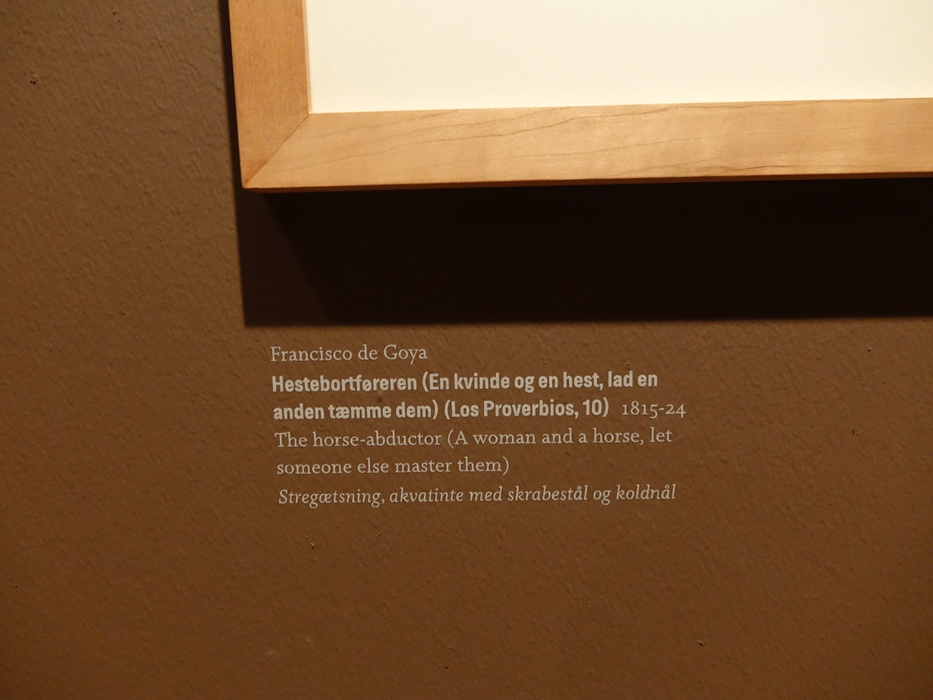 Francisco de Goya
Hestebortføreren (En kvinde og en hest, lad en
anden tæmme dem) (Los Proverbios, 10) 1815-24
The horse-abductor (A woman and a horse, let
someone else master them)
Stregætsning, akvatinte med skrabestål og koldnål